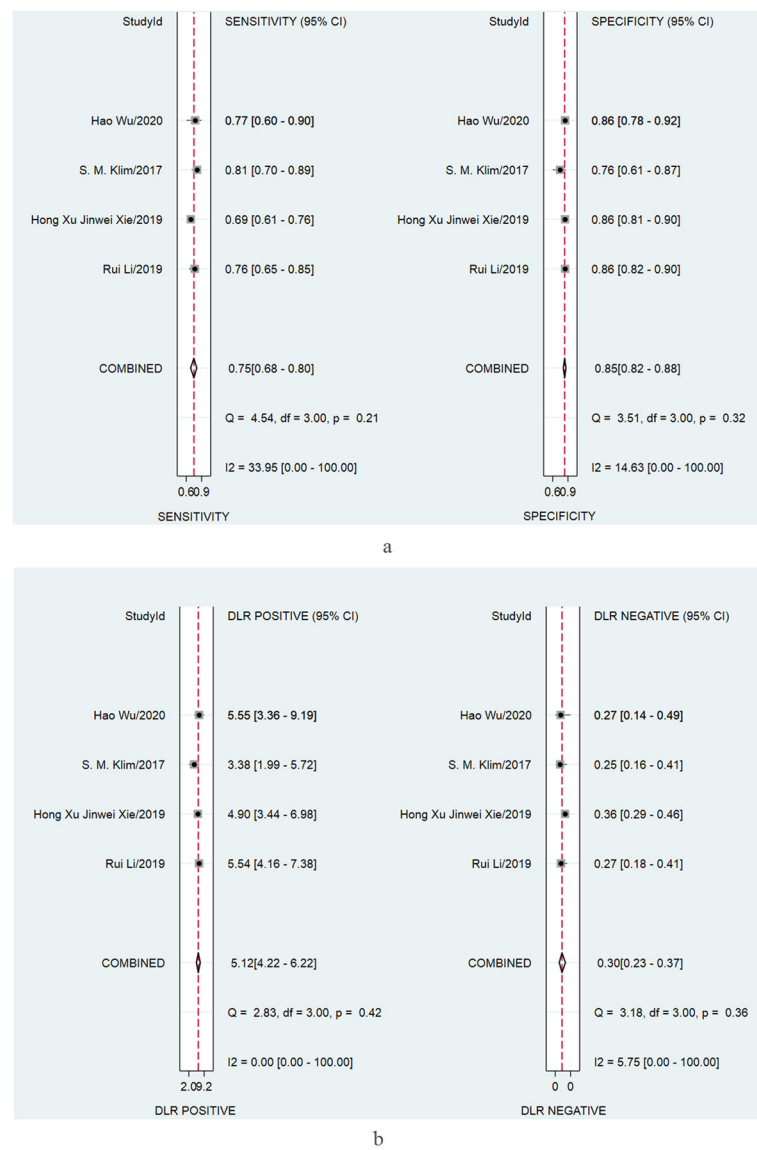 StudyId SENSITIVITY (95% CI) StudyId SPECIFICITY (95% CI)
Hao Wu/2020 0.77 [0.60 - 0.90] Hao Wu/2020 0.86 [0.78 - 0.92]
S. M. Klim/2017 0.81 [0.70 - 0.89] S. M. Klim/2017 0.76 [0.61 - 0.87]
Hong Xu Jinwei Xie/2019 0.69 [0.61 - 0.76] Hong Xu Jinwei Xie/2019 0.86 [0.81 - 0.90]
Rui Li/2019 0.76 [0.65 - 0.85] Rui Li/2019 0.86 [0.82 - 0.90]
COMBINED 0.75[0.68 - 0.80] COMBINED 0.85[0.82 - 0.88]
Q = 4.54, df = 3.00, p = 0.21 Q = 3.51, df = 3.00, p = 0.32
I2 = 33.95 [0.00 - 100.00] I2 = 14.63 [0.00 - 100.00]
0.6 0.9 0.6 0.9
SENSITIVITY SPECIFICITY
a
StudyId DLR POSITIVE (95% CI) StudyId DLR NEGATIVE (95% CI)
Hao Wu/2020 5.55 [3.36 - 9.19] Hao Wu/2020 0.27 [0.14 - 0.49]
S. M. Klim/2017 3.38 [1.99 - 5.72] S. M. Klim/2017 0.25 [0.16 - 0.41]
Hong Xu Jinwei Xie/2019 4.90 [3.44 - 6.98] Hong Xu Jinwei Xie/2019 0.36 [0.29 - 0.46]
Rui Li/2019 5.54 [4.16 - 7.38] Rui Li/2019 0.27 [0.18 - 0.41]
COMBINED 5.12[4.22 - 6.22] COMBINED 0.30[0.23 - 0.37]
Q = 2.83, df = 3.00, p = 0.42 Q = 3.18, df = 3.00, p = 0.36
I2 = 0.00 [0.00 - 100.00] I2 = 5.75 [0.00 - 100.00]
2.0 9.2 0 0
DLR POSITIVE DLR NEGATIVE
b